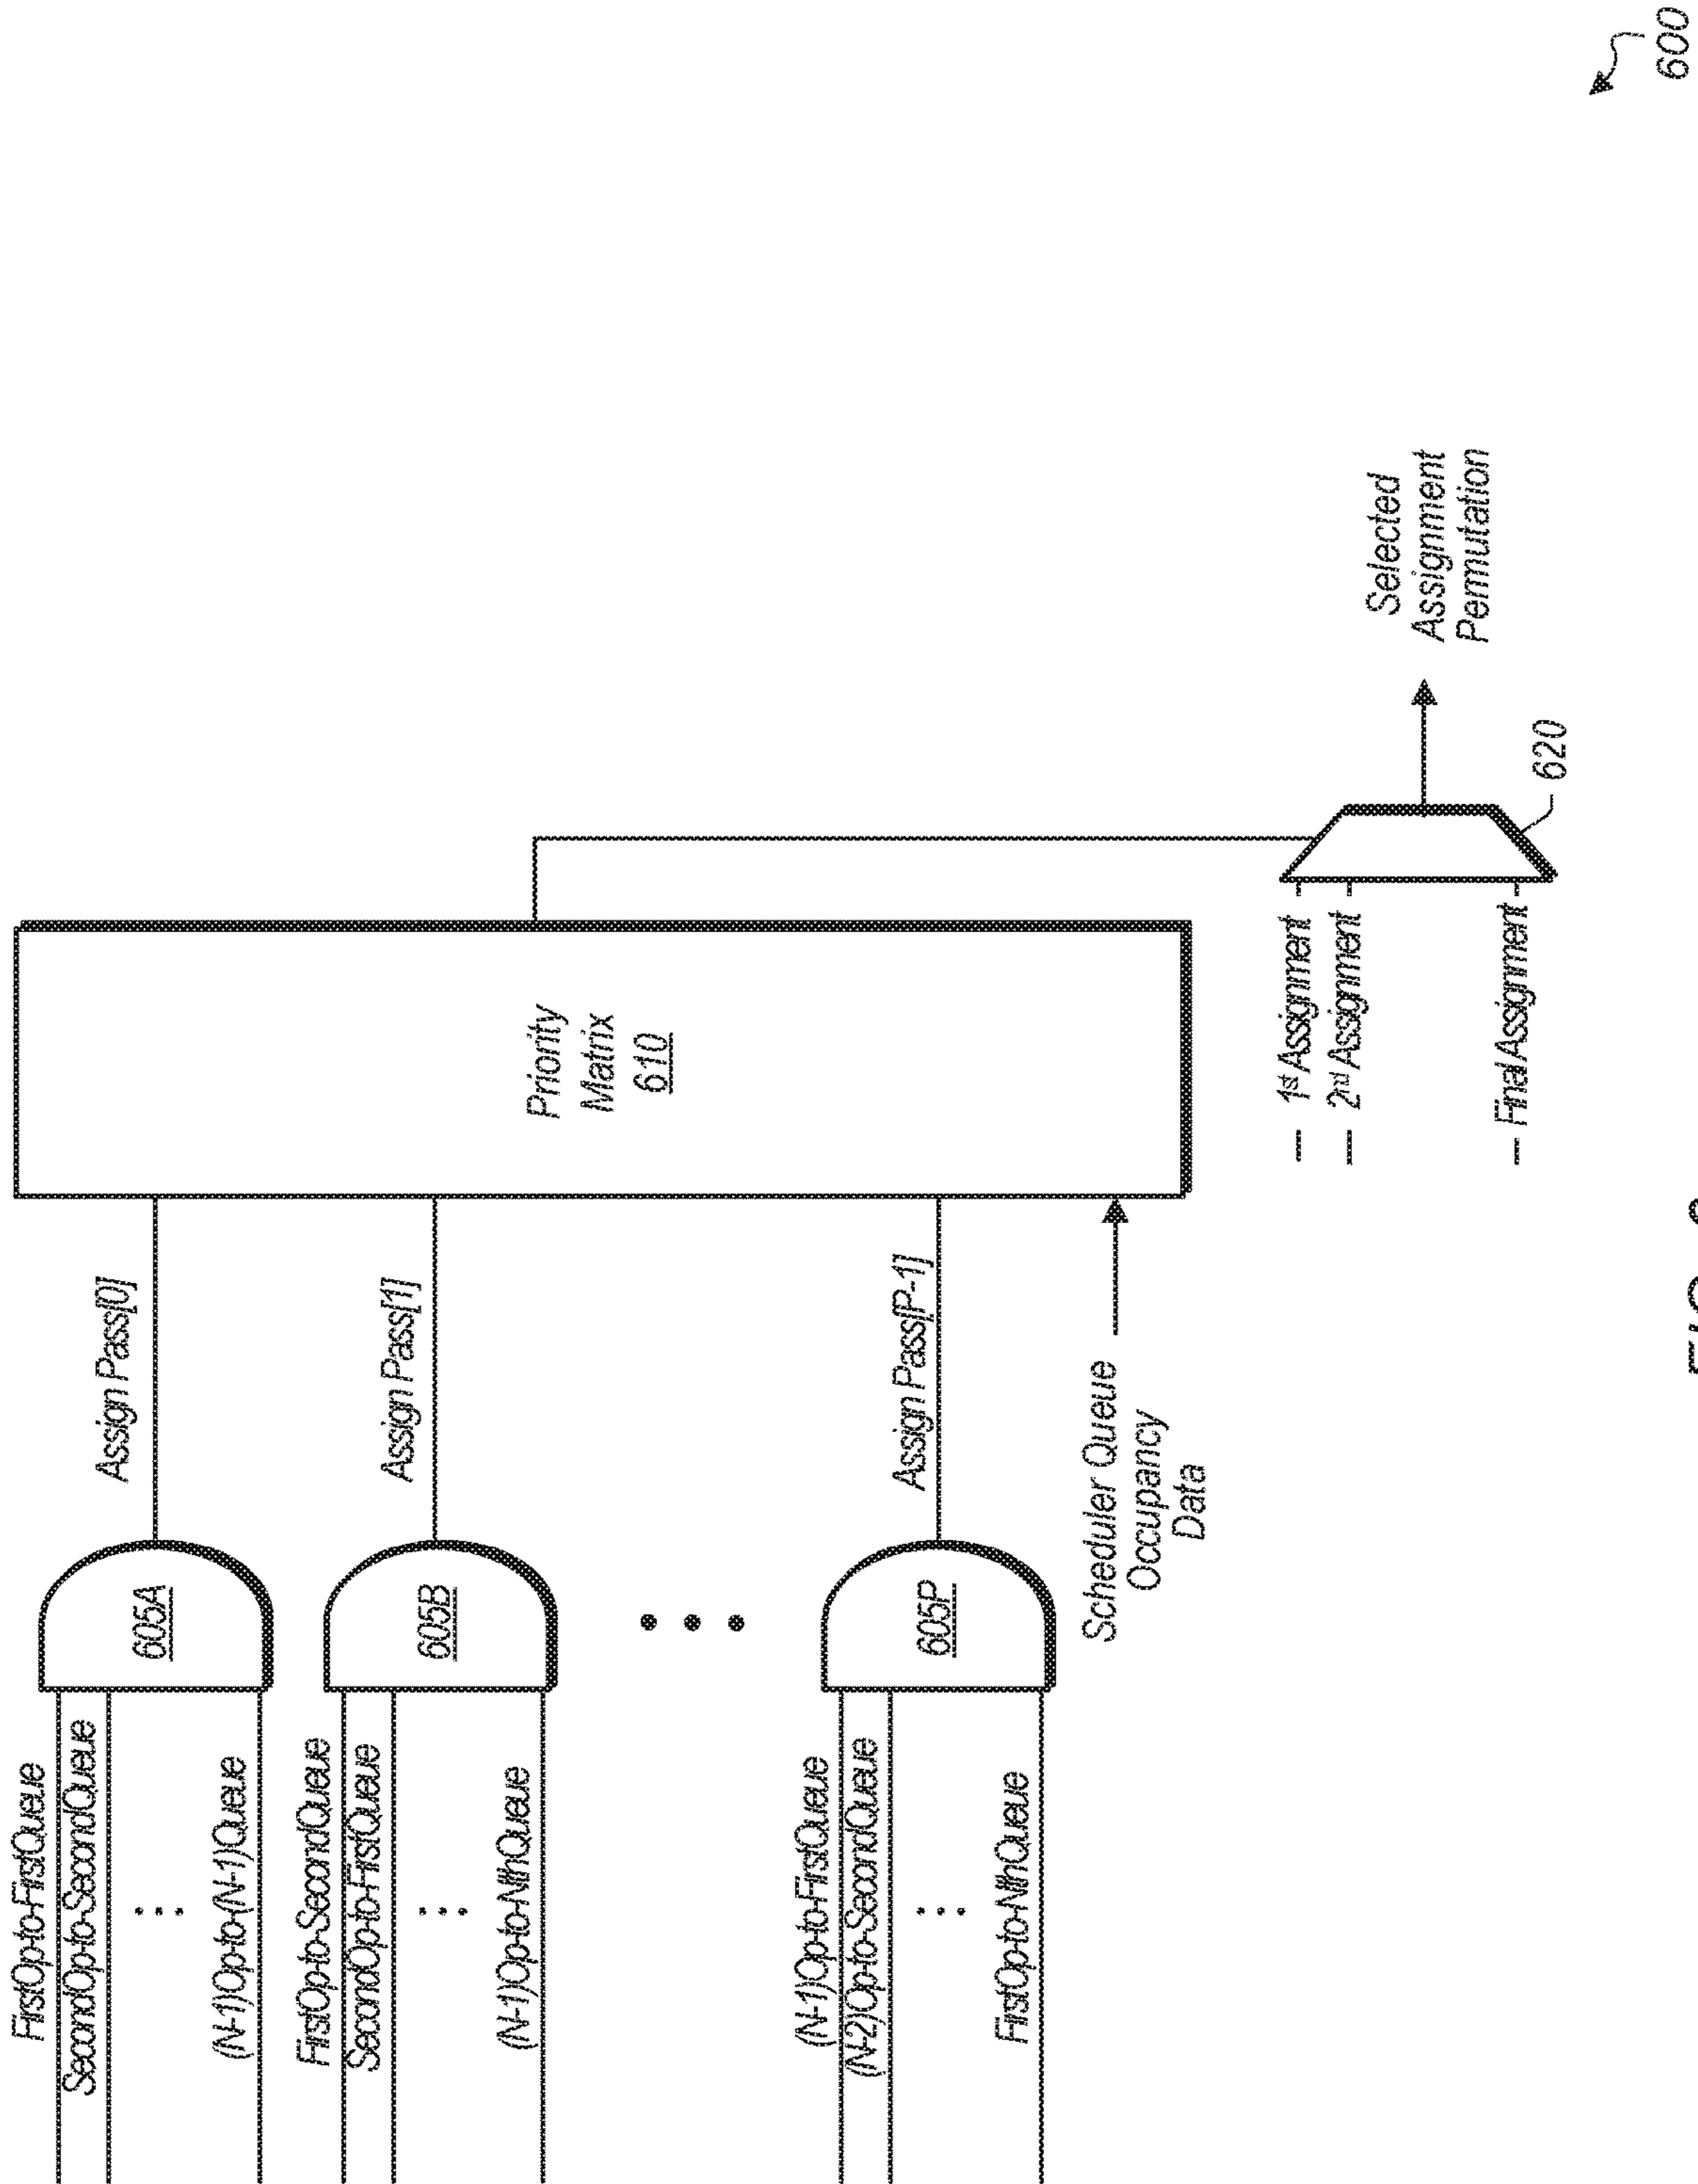 FirstOp-to-FirstQueue
SecondOp-to-SecondQueue
(N-1)Op-to-(N-1)Queue
605A
Assign Pass[0]
FirstOp-to-SecondQueue
SecondOp-to-FirstQueue
(N-1)Op-to-NthQueue
605B
Assign Pass[1]
(N-1)Op-to-FirstQueue
(N-2)Op-to-SecondQueue
FirstOp-to-NthQueue
605P
Assign Pass[P-1]
Scheduler Queue
Occupancy
Data
Priority
Matrix
610
1st Assignment
2nd Assignment
Final Assignment
620
Selected
Assignment
Permutation
600
FIG.